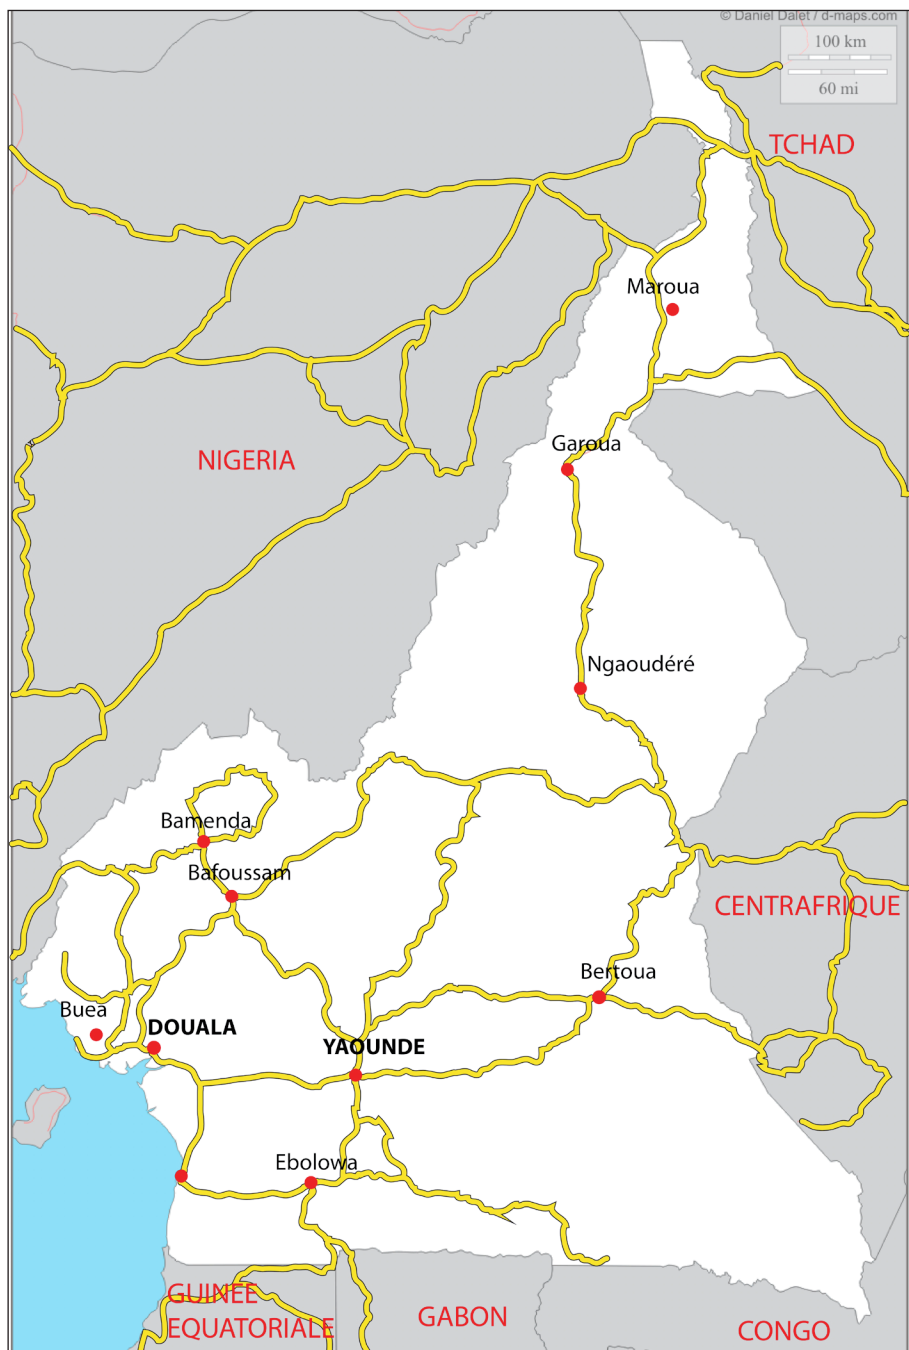 © Daniel Dalet / d-maps.com
100 km
60 mi
TCHAD
Maroua
Garoua
NIGERIA
Ngaoudéré
Bamenda
Bafoussam
CENTRAFRIQUE
Bertoua
Buea
DOUALA
YAOUNDE
Ebolowa
GUINEE
EQUATORIALE
GABON
CONGO